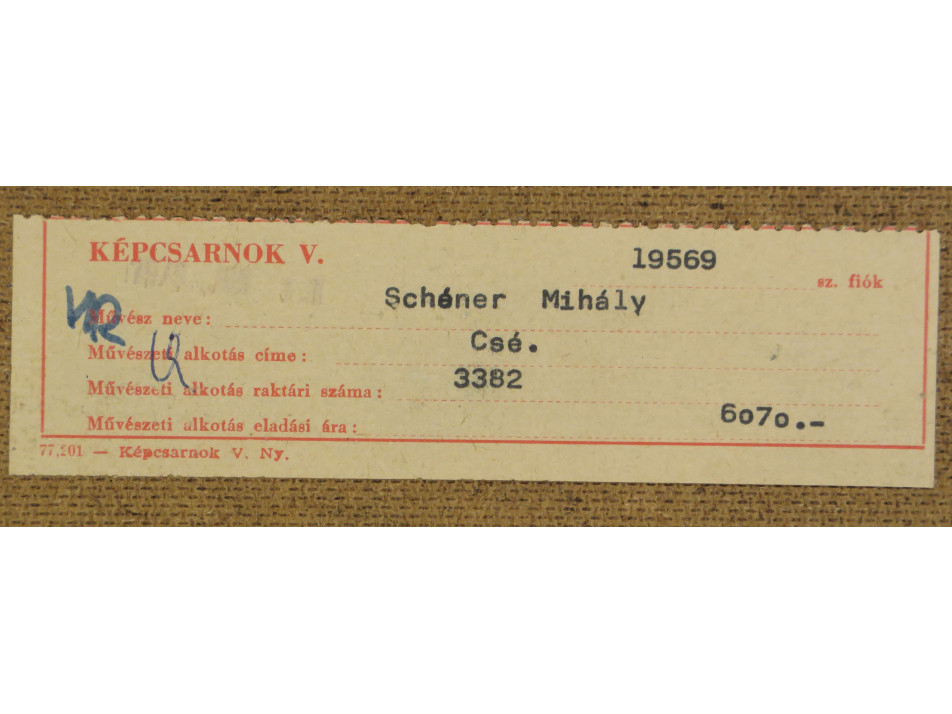 KÉPCSARNOK V.
19569 sz. fiók
Művész neve: Schéner Mihály
Művészeti alkotás címe: Csé.
Művészeti alkotás raktári száma: 3382
Művészeti alkotás eladási ára: 6070.-
77,201 — Képcsarnok V. Ny.